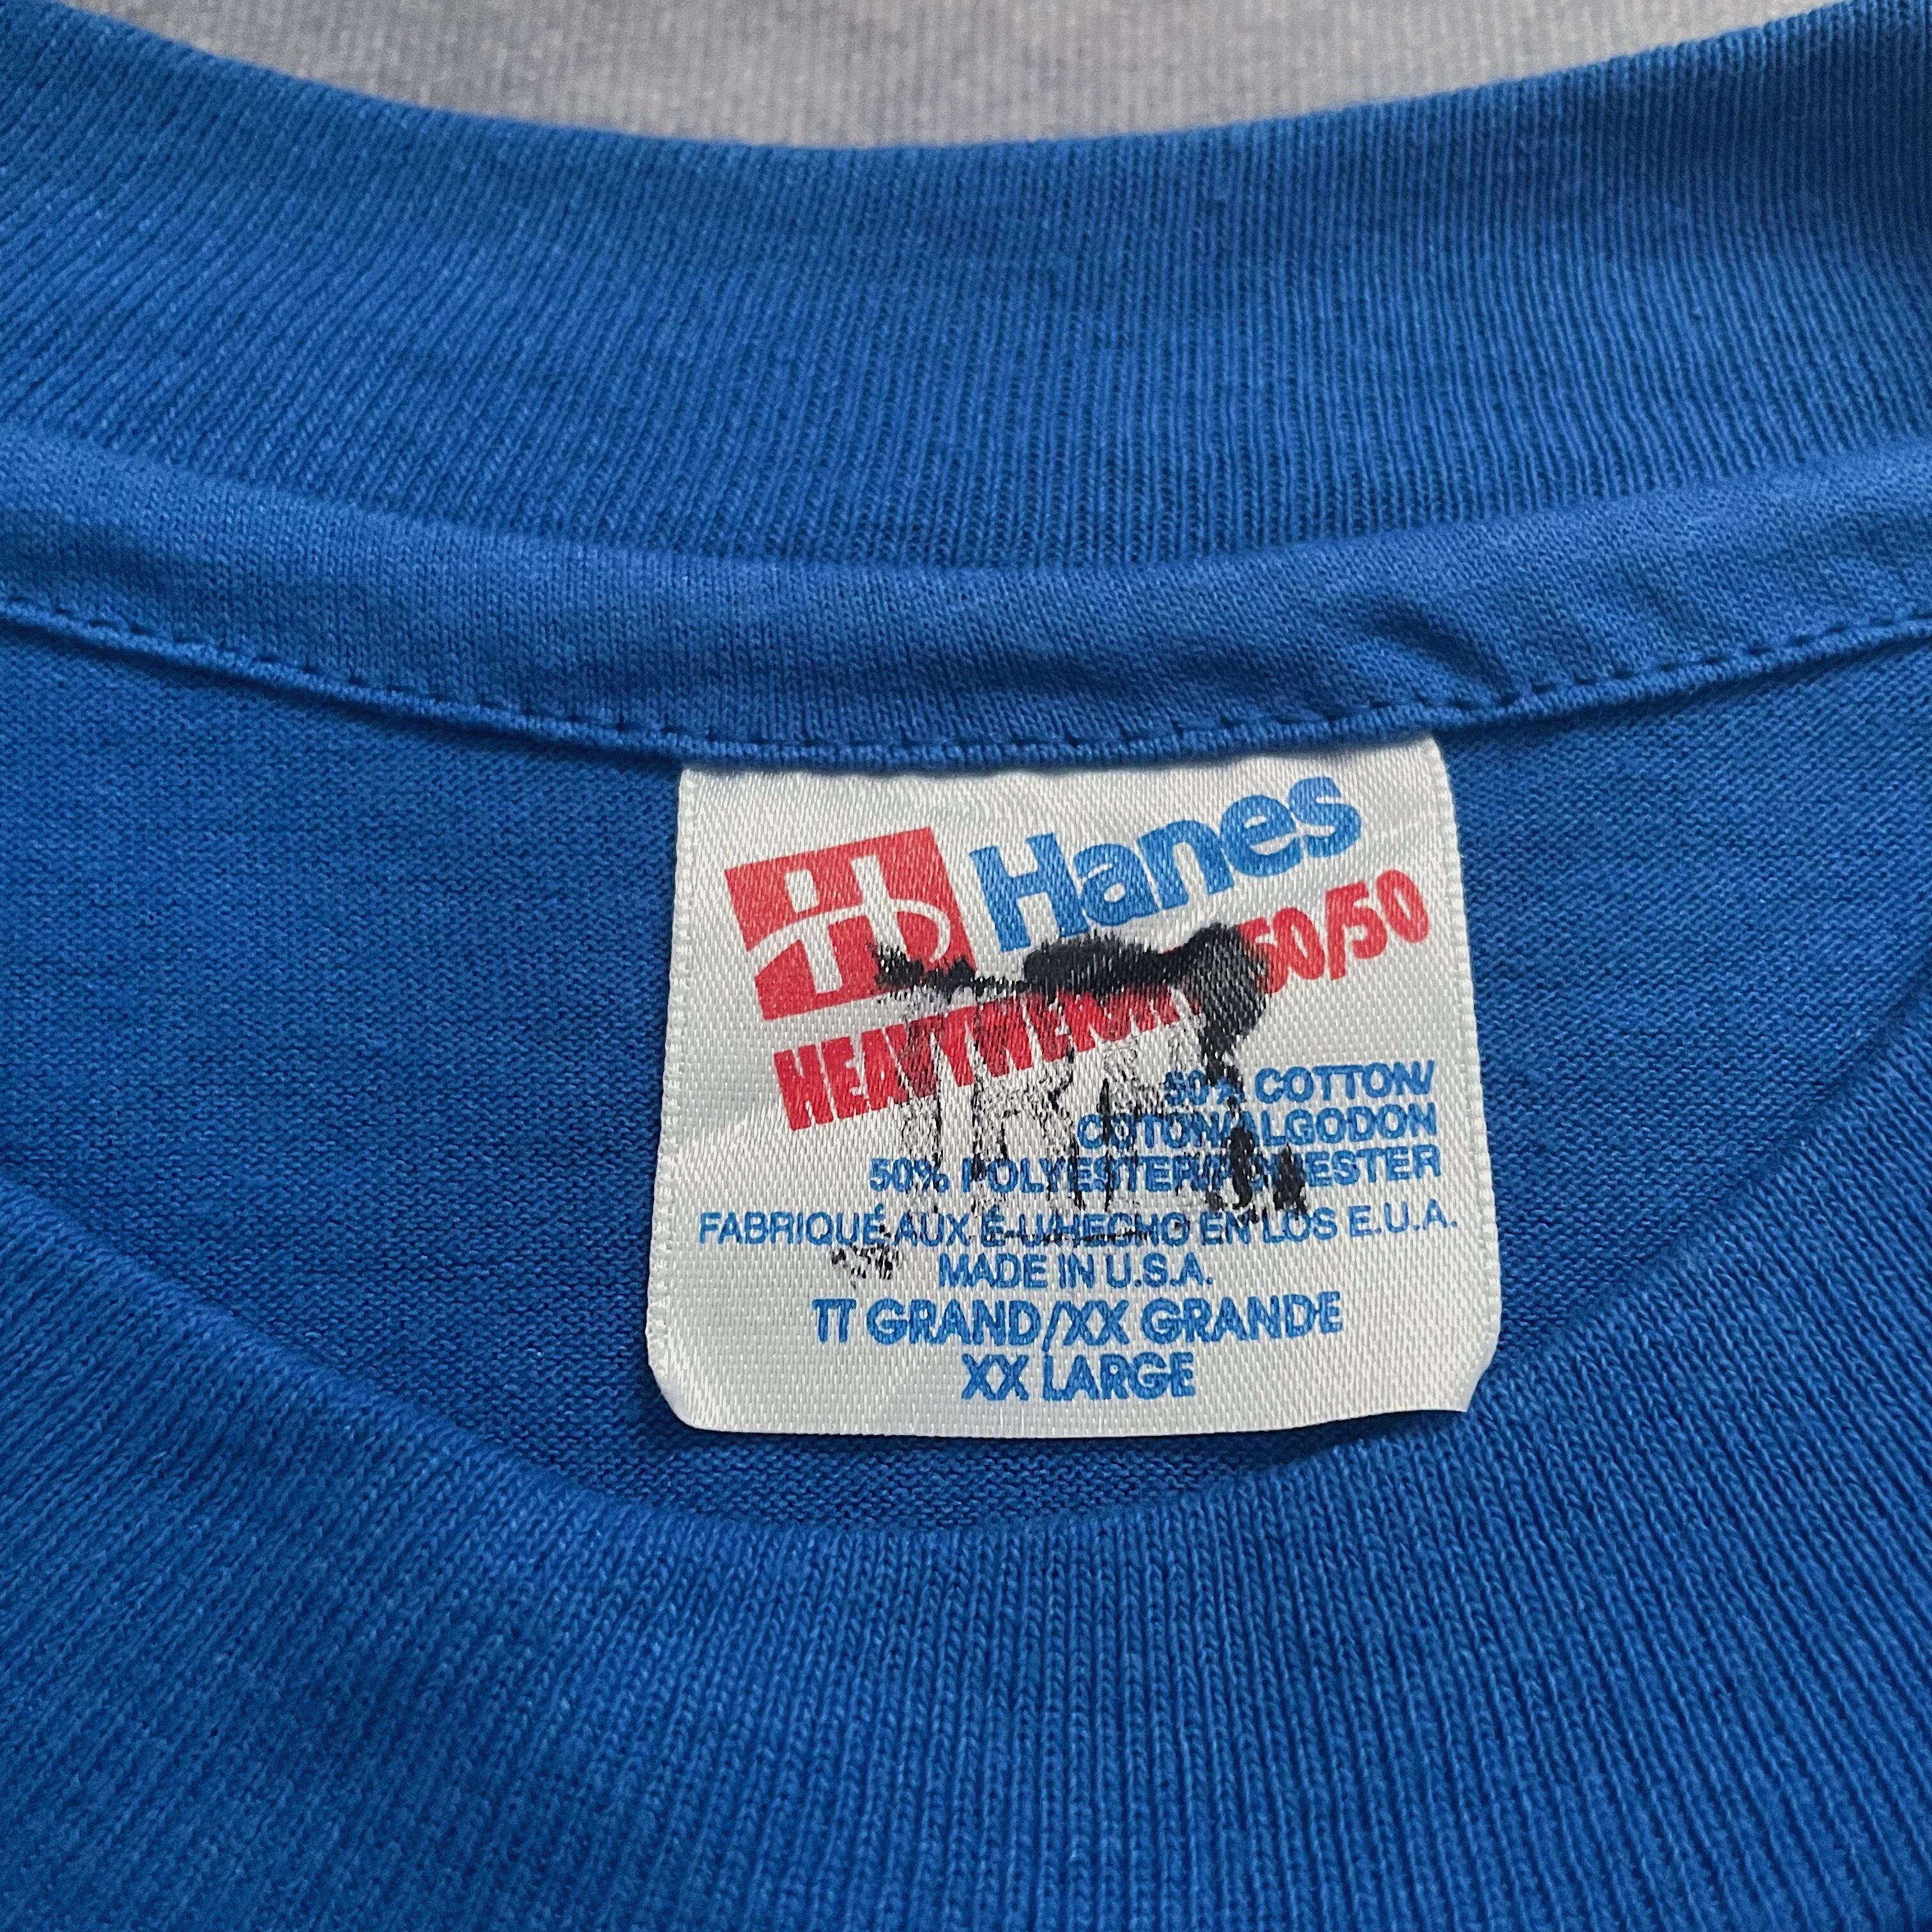 Hanes
HEAVYWEIGHT 50/50
50% COTTON/
COTON/ALGODON
50% POLYESTER/POLIESTER
FABRIQUÉ AUX É-U/HECHO EN LOS E.U.A.
MADE IN U.S.A.
TT GRAND/XX GRANDE
XX LARGE